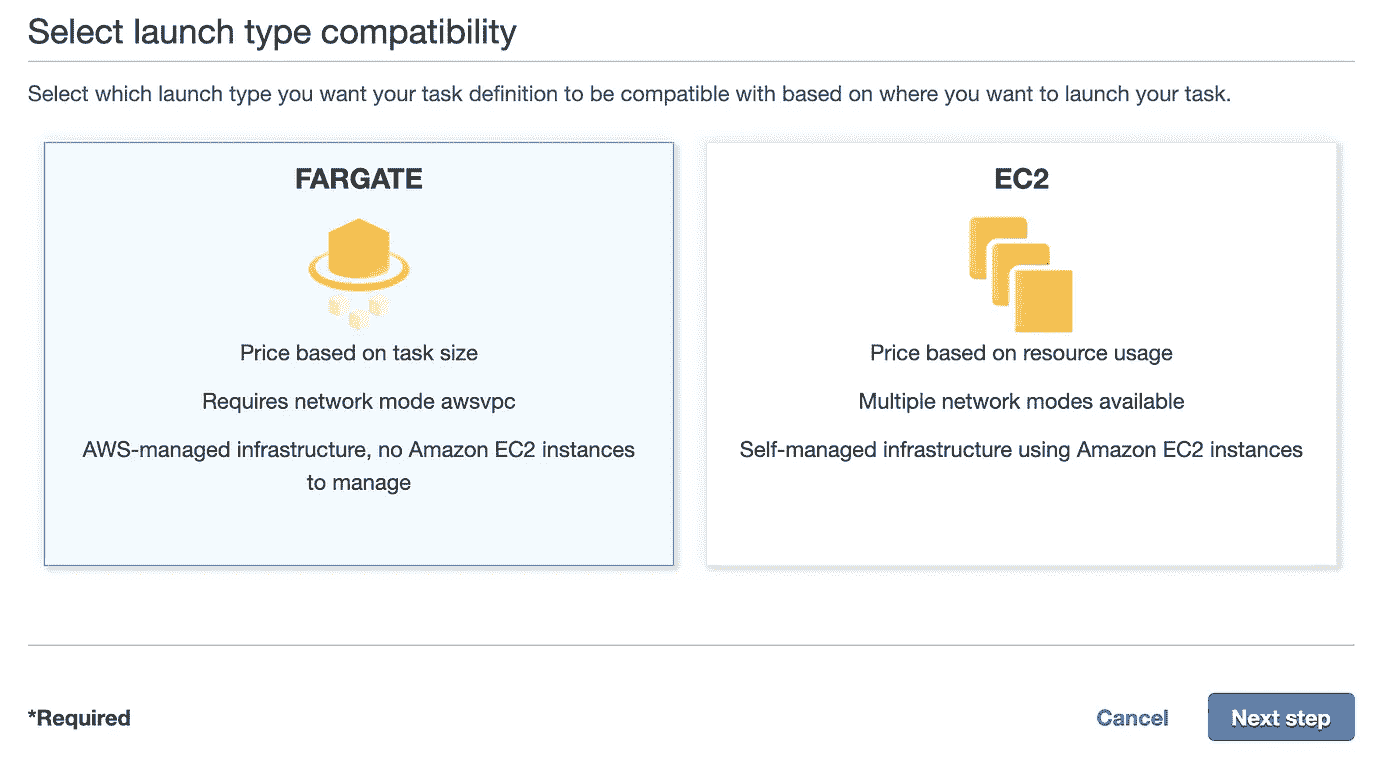 Select launch type compatibility
Select which launch type you want your task definition to be compatible with based on where you want to launch your task.
FARGATE
Price based on task size
Requires network mode awsvpc
AWS-managed infrastructure, no Amazon EC2 instances
to manage
EC2
Price based on resource usage
Multiple network modes available
Self-managed infrastructure using Amazon EC2 instances
*Required
Cancel
Next step